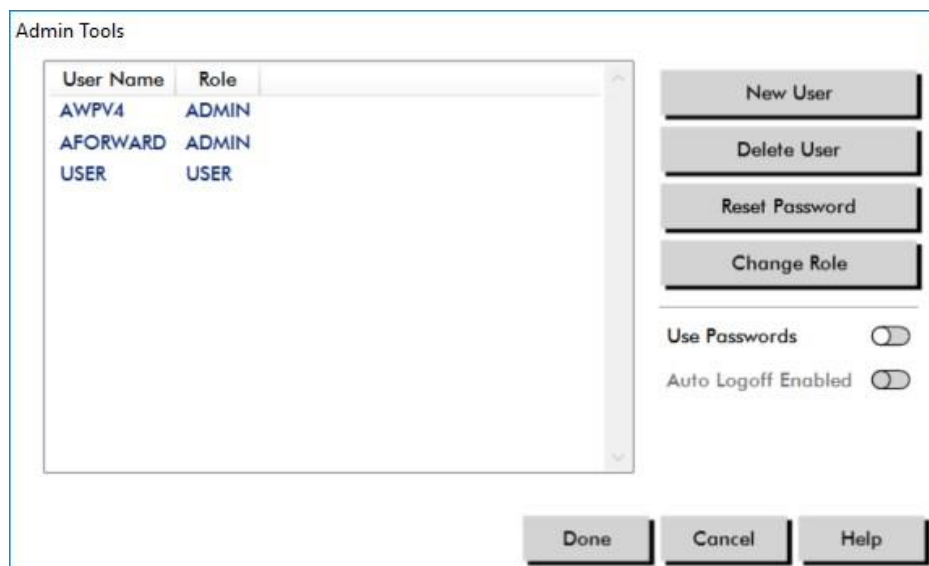 Admin Tools
User Name Role
AWPV4 ADMIN
AFORWARD ADMIN
USER USER
New User
Delete User
Reset Password
Change Role
Use Passwords
Auto Logoff Enabled
Done Cancel Help